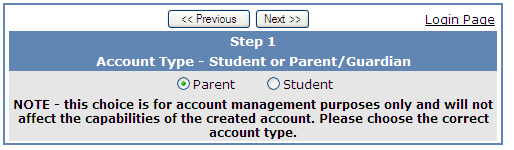 << Previous Next >> Login Page
Step 1
Account Type - Student or Parent/Guardian
Parent Student
NOTE - this choice is for account management purposes only and will not
affect the capabilities of the created account. Please choose the correct
account type.